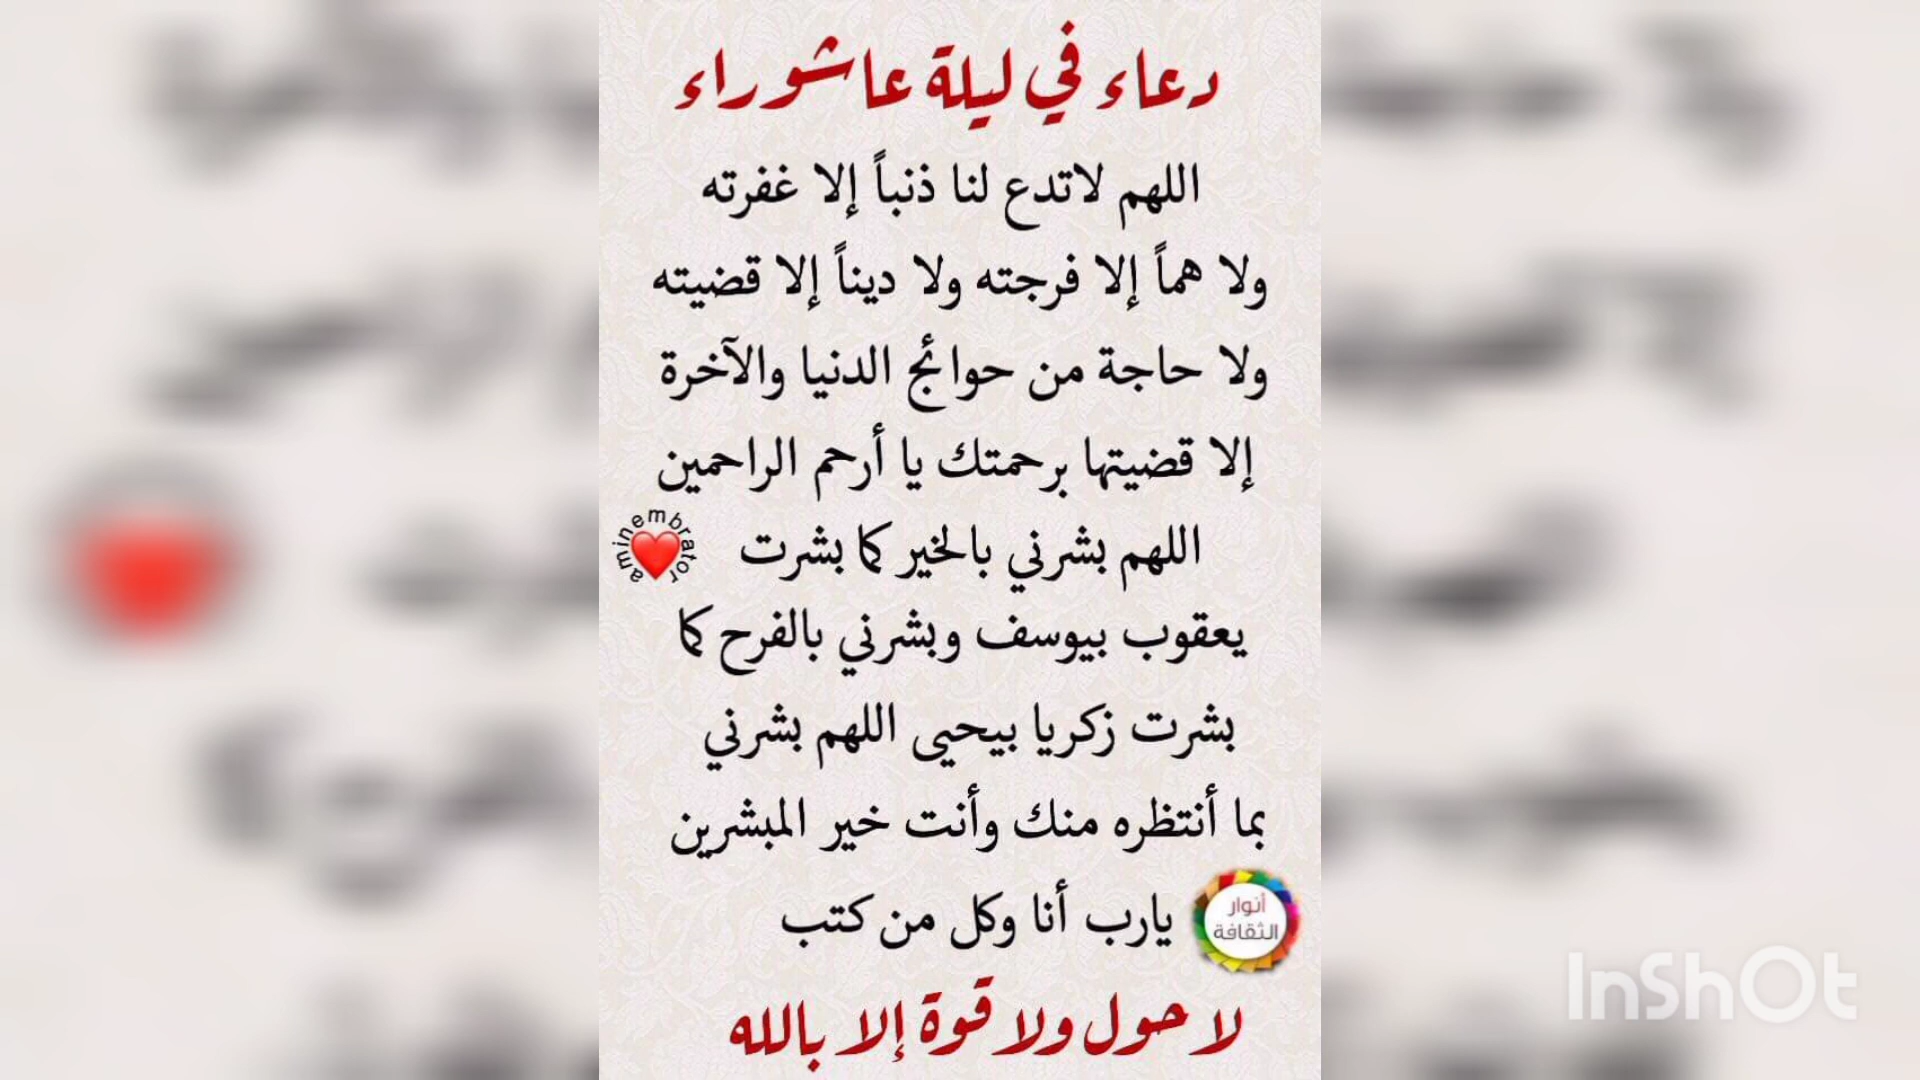 دعاء في ليلة عاشوراء
اللهم لاتدع لنا ذنباً إلا غفرته
ولا هماً إلا فرجته ولا ديناً إلا قضيته
ولا حاجة من حوائج الدنيا والآخرة
إلا قضيتها برحمتك يا أرحم الراحمين
اللهم بشرني بالخير كما بشرت
aminembrator
يعقوب بيوسف وبشرني بالفرح كما
بشرت زكريا بيحيى اللهم بشرني
بما أنتظره منك وأنت خير المبشرين
أنوار
الثقافة
يارب أنا وكل من كتب
لا حول ولا قوة إلا بالله
InShOt